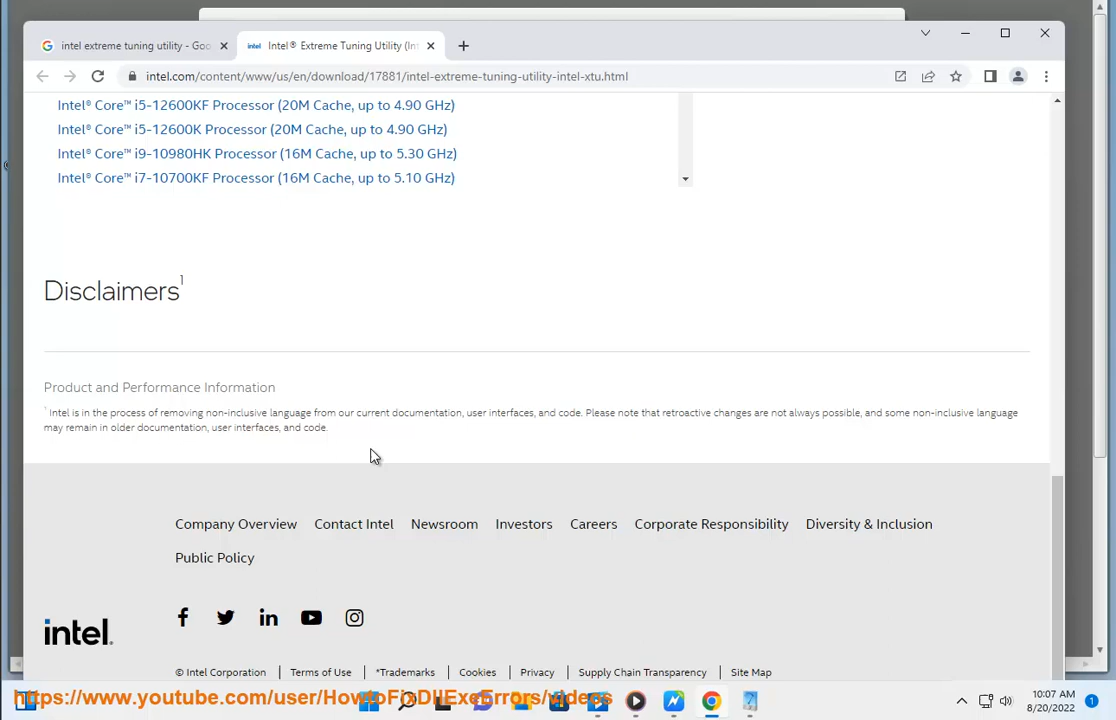 intel extreme tuning utility - Goo
intel Intel® Extreme Tuning Utility (In
intel.com/content/www/us/en/download/17881/intel-extreme-tuning-utility-intel-xtu.html
Intel® Core™ i5-12600KF Processor (20M Cache, up to 4.90 GHz)
Intel® Core™ i5-12600K Processor (20M Cache, up to 4.90 GHz)
Intel® Core™ i9-10980HK Processor (16M Cache, up to 5.30 GHz)
Intel® Core™ i7-10700KF Processor (16M Cache, up to 5.10 GHz)
Disclaimers¹
Product and Performance Information
¹ Intel is in the process of removing non-inclusive language from our current documentation, user interfaces, and code. Please note that retroactive changes are not always possible, and some non-inclusive language
may remain in older documentation, user interfaces, and code.
Company Overview Contact Intel Newsroom Investors Careers Corporate Responsibility Diversity & Inclusion
Public Policy
intel.
© Intel Corporation Terms of Use *Trademarks Cookies Privacy Supply Chain Transparency Site Map
https://www.youtube.com/user/HowtoFixDllExeErrors/videos
10:07 AM
8/20/2022
1